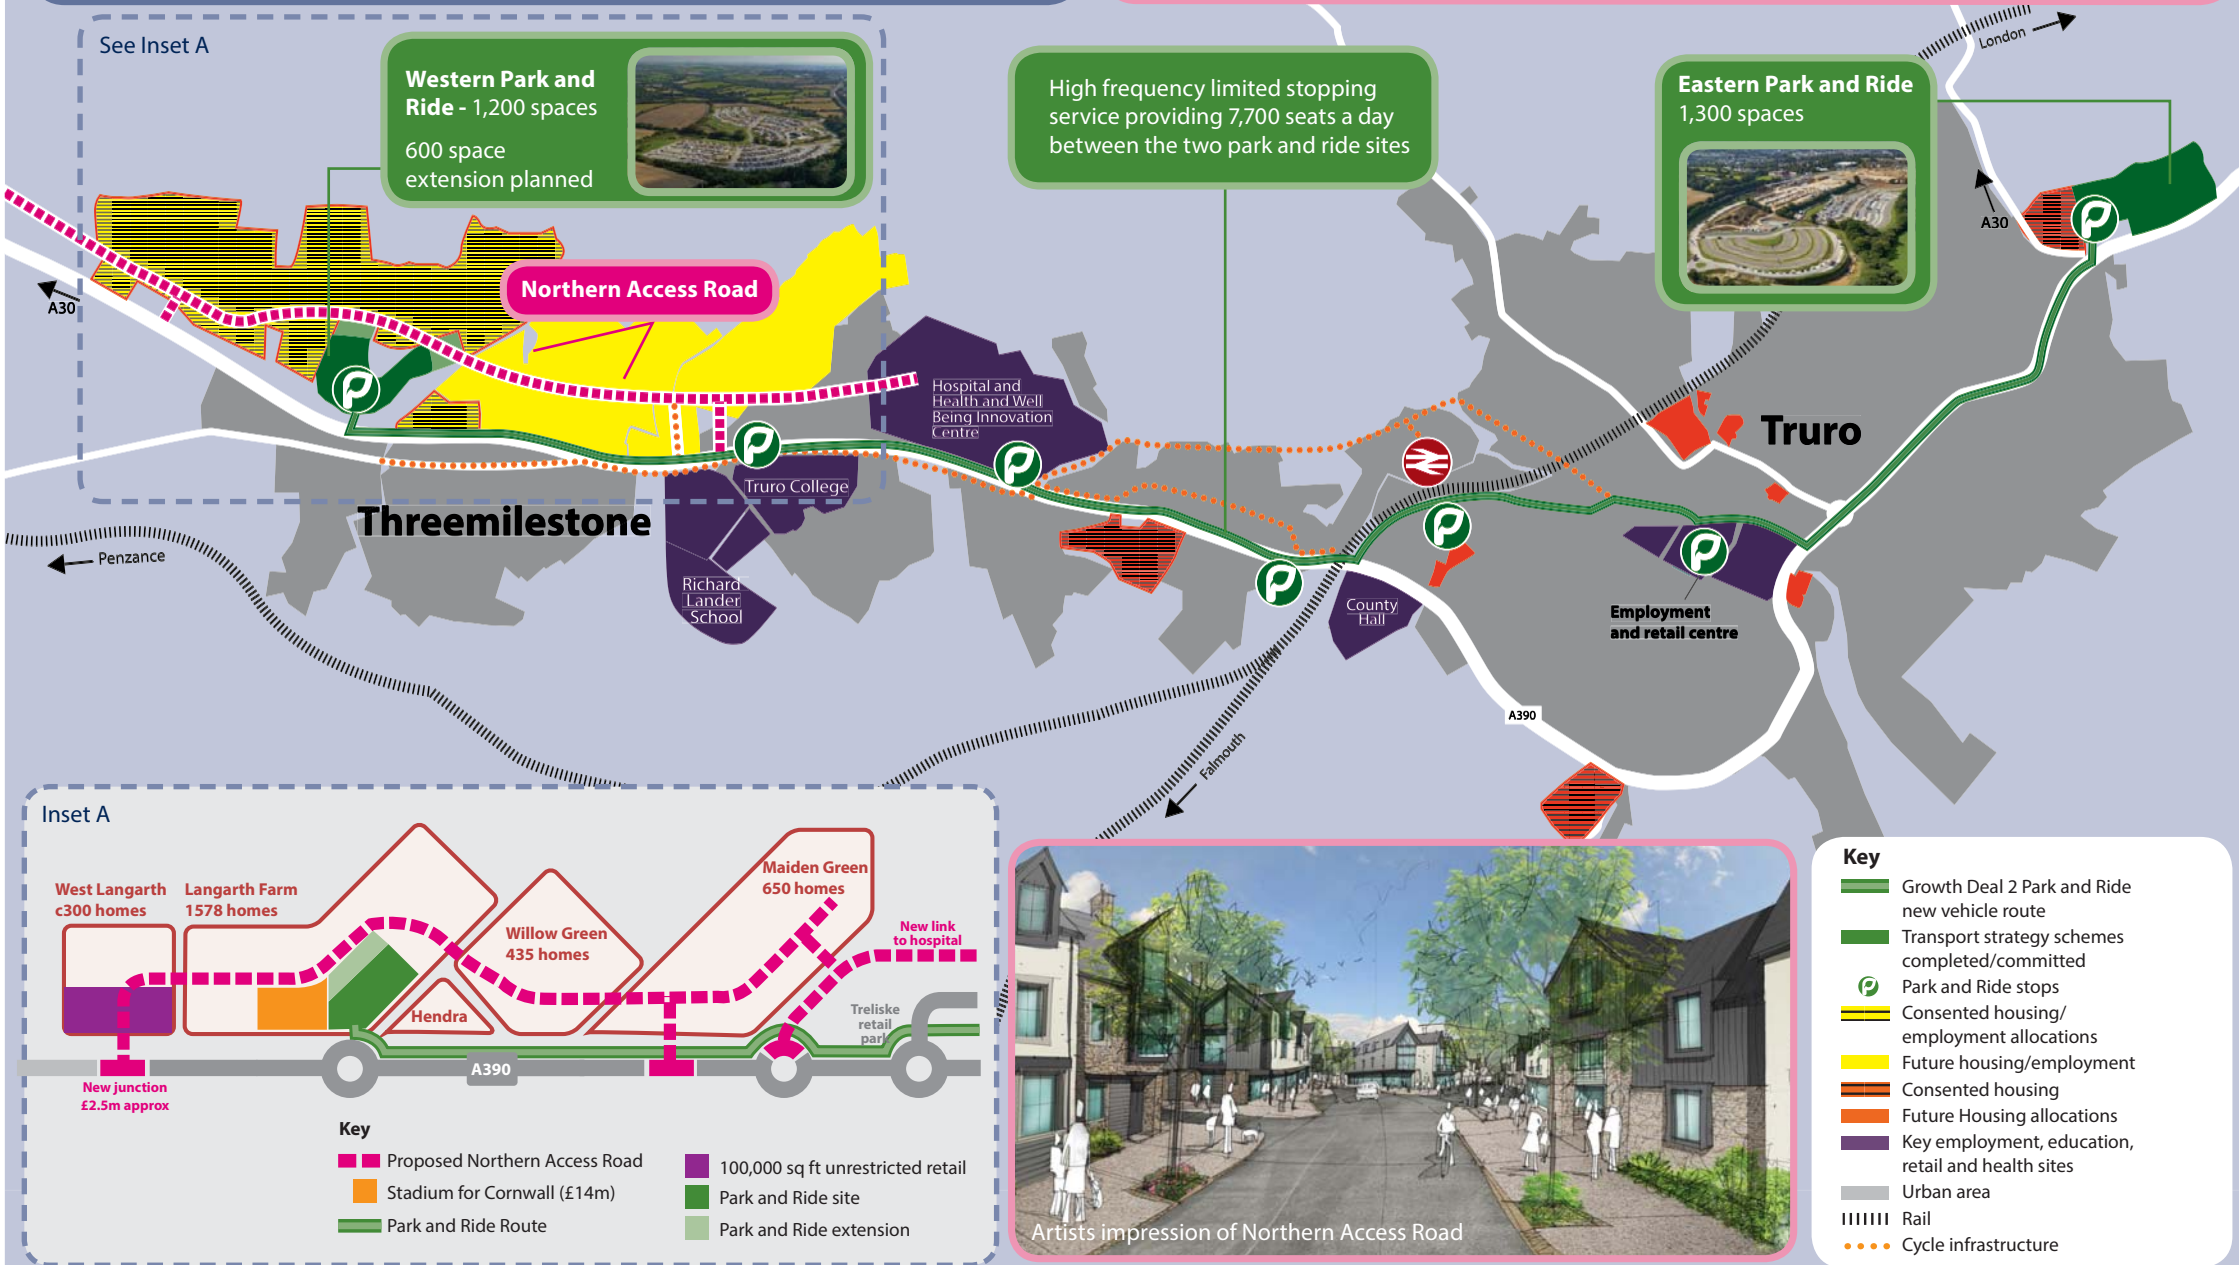 See Inset A
Western Park and
Ride - 1,200 spaces
600 space
extension planned
High frequency limited stopping
service providing 7,700 seats a day
between the two park and ride sites
Eastern Park and Ride
1,300 spaces
London
A30
A30
Northern Access Road
Hospital and
Health and Well
Being Innovation
Centre
Truro
Truro College
Threemilestone
Penzance
Richard
Lander
School
County
Hall
Employment
and retail centre
A390
Falmouth
Inset A
West Langarth
c300 homes
Langarth Farm
1578 homes
Willow Green
435 homes
Maiden Green
650 homes
New link
to hospital
Hendra
Treliske
retail
park
A390
New junction
£2.5m approx
Key
Proposed Northern Access Road
Stadium for Cornwall (£14m)
Park and Ride Route
100,000 sq ft unrestricted retail
Park and Ride site
Park and Ride extension
Artists impression of Northern Access Road
Key
Growth Deal 2 Park and Ride
new vehicle route
Transport strategy schemes
completed/committed
Park and Ride stops
Consented housing/
employment allocations
Future housing/employment
Consented housing
Future Housing allocations
Key employment, education,
retail and health sites
Urban area
Rail
Cycle infrastructure